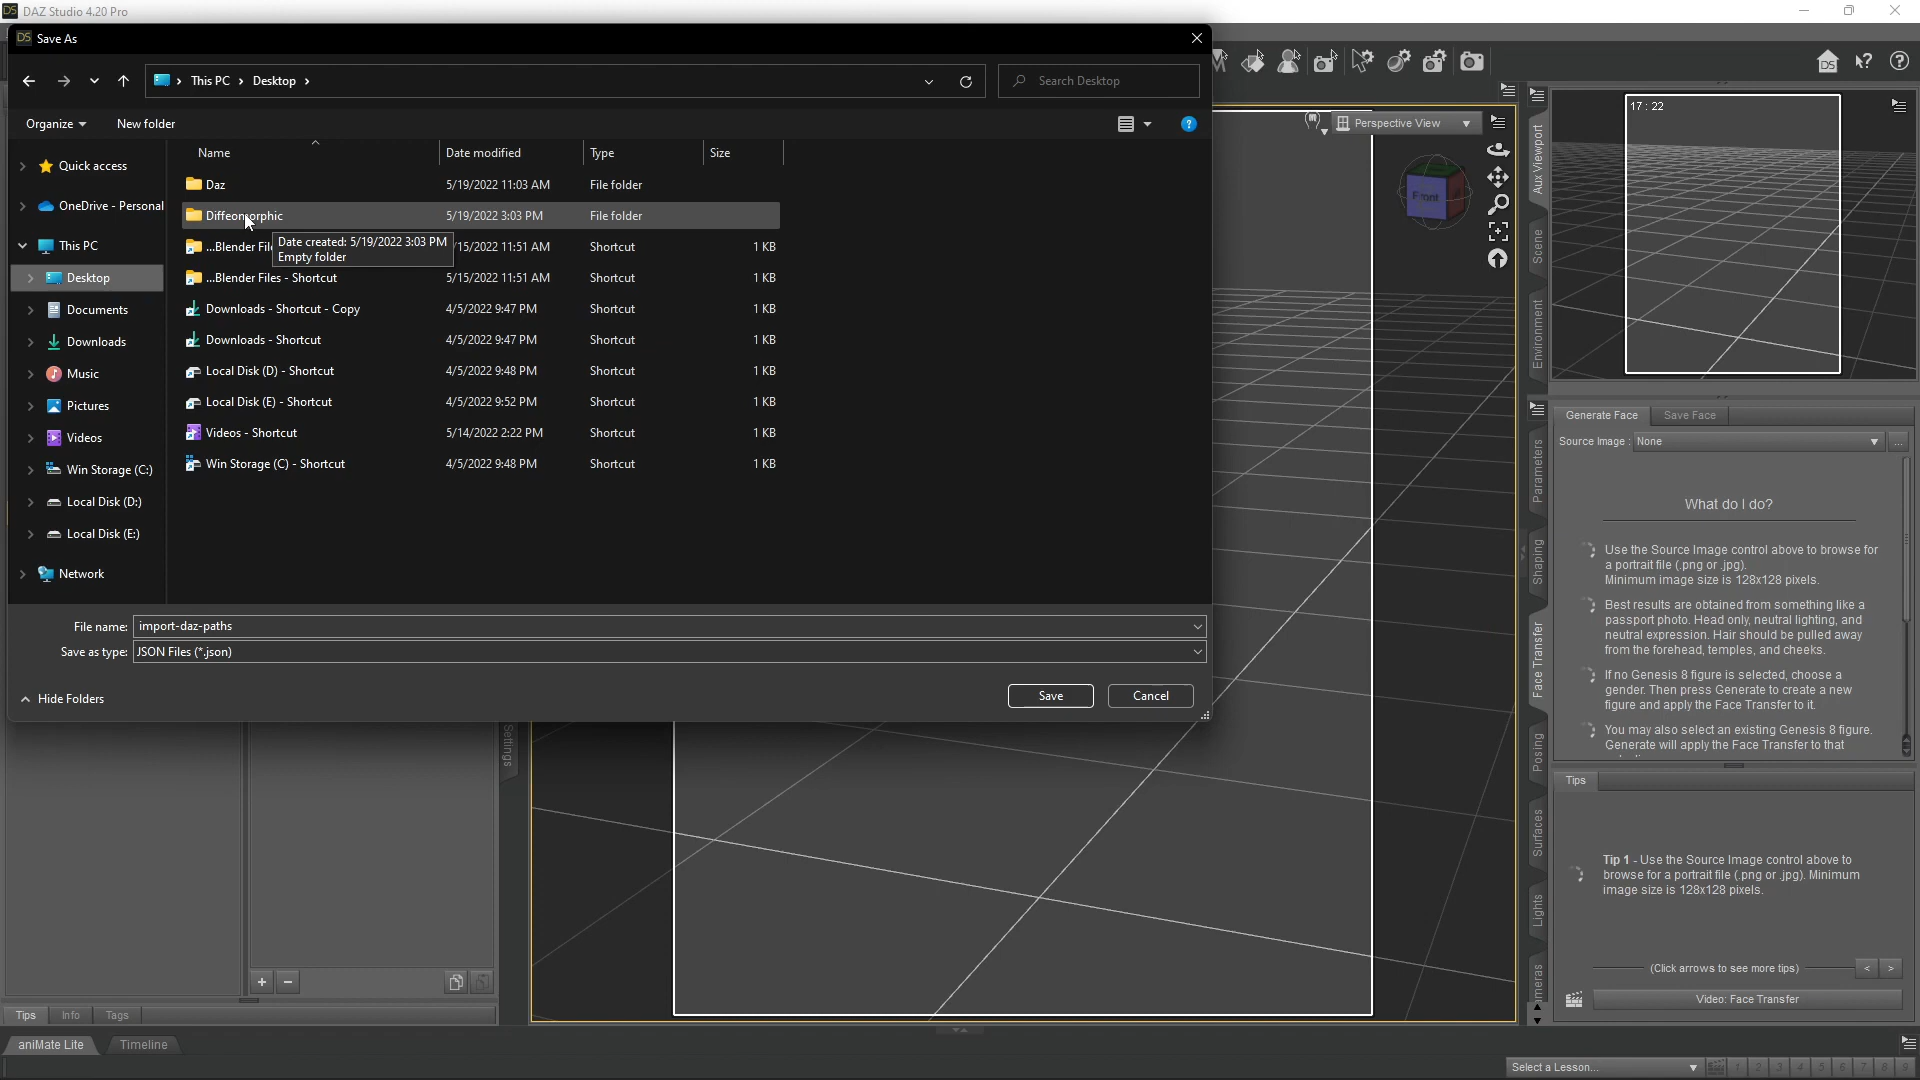 DAZ Studio 4.20 Pro
Save As
This PC
Desktop
Search Desktop
Organize
New folder
Name
Date modified
Type
Size
Quick access
OneDrive - Personal
This PC
Desktop
Documents
Downloads
Music
Pictures
Videos
Win Storage (C:)
Local Disk (D:)
Local Disk (E:)
Network
Daz 5/19/2022 11:03 AM File folder
Diffeomorphic 5/19/2022 3:03 PM File folder
...Blender File /15/2022 11:51 AM Shortcut 1 KB
Date created: 5/19/2022 3:03 PM
Empty folder
...Blender Files - Shortcut 5/15/2022 11:51 AM Shortcut 1 KB
Downloads - Shortcut - Copy 4/5/2022 9:47 PM Shortcut 1 KB
Downloads - Shortcut 4/5/2022 9:47 PM Shortcut 1 KB
Local Disk (D) - Shortcut 4/5/2022 9:48 PM Shortcut 1 KB
Local Disk (E) - Shortcut 4/5/2022 9:52 PM Shortcut 1 KB
Videos - Shortcut 5/14/2022 2:22 PM Shortcut 1 KB
Win Storage (C) - Shortcut 4/5/2022 9:48 PM Shortcut 1 KB
File name: import-daz-paths
Save as type: JSON Files (*.json)
Hide Folders
Save
Cancel
Perspective View
Front
17 : 22
Aux Viewport
Scene
Environment
Generate Face
Save Face
Source Image : None
...
What do I do?
Use the Source Image control above to browse for
a portrait file (.png or .jpg).
Minimum image size is 128x128 pixels.
Best results are obtained from something like a
passport photo. Head only, neutral lighting, and
neutral expression. Hair should be pulled away
from the forehead, temples, and cheeks.
If no Genesis 8 figure is selected, choose a
gender. Then press Generate to create a new
figure and apply the Face Transfer to it.
You may also select an existing Genesis 8 figure.
Generate will apply the Face Transfer to that
Parameters
Shaping
Face Transfer
Posing
Surfaces
Lights
meras
Tips
Tip 1 - Use the Source Image control above to
browse for a portrait file (.png or .jpg). Minimum
image size is 128x128 pixels.
(Click arrows to see more tips)
< >
Video: Face Transfer
Settings
Tips
Info
Tags
aniMate Lite
Timeline
Select a Lesson...
1 2 3 4 5 6 7 8 9